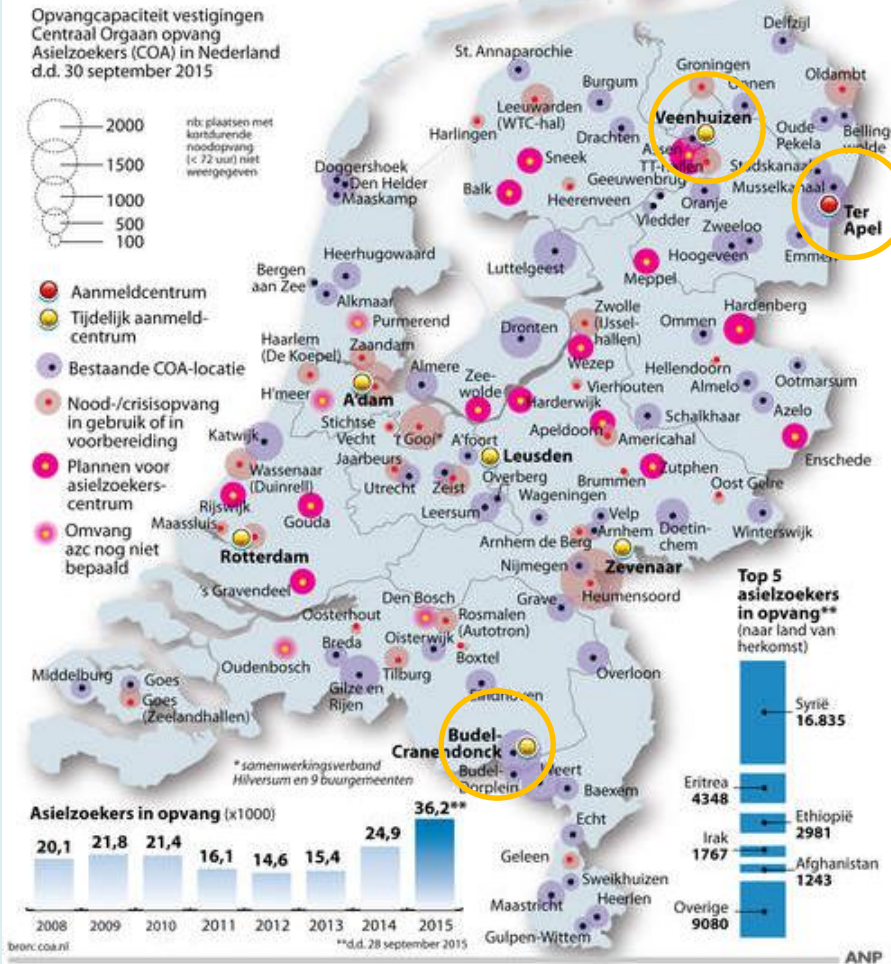 Opvangcapaciteit vestigingen
Centraal Orgaan opvang
Asielzoekers (COA) in Nederland
d.d. 30 september 2015
2000
1500
1000
500
100
nb: plaatsen met
kortdurende
noodopvang
(< 72 uur) niet
weergegeven
Aanmeldcentrum
Tijdelijk aanmeld-
centrum
Bestaande COA-locatie
Nood-/crisisopvang
in gebruik of in
voorbereiding
Plannen voor
asielzoekers-
centrum
Omvang
azc nog niet
bepaald
Delfzijl
St. Annaparochie
Groningen
Onnen
Oldambt
Burgum
Leeuwarden
(WTC-hal)
Veenhuizen
Harlingen
Drachten
Oude
Pekela
Belling-
wolde
Assen
TT-Hallen
Sneek
Stadskanaal
Doggershoek
Den Helder
Maaskamp
Balk
Geeuwenbrug
Musselkanaal
Heerenveen
Oranje
Vledder
Ter
Apel
Zweeloo
Hoogeveen
Emmen
Heerhugowaard
Luttelgeest
Meppel
Bergen
aan Zee
Alkmaar
Hardenberg
Purmerend
Zwolle
(IJssel-
hallen)
Ommen
Dronten
Haarlem
(De Koepel)
Zaandam
Wezep
Hellendoorn
Ootmarsum
Almere
Zee-
wolde
Vierhouten
Almelo
H'meer
A'dam
Harderwijk
Azelo
Stichtse
Vecht
't Gooi*
Apeldoorn
Schalkhaar
Americahal
Katwijk
A'foort
Enschede
Jaarbeurs
Leusden
Wassenaar
(Duinrell)
Utrecht
Zeist
Overberg
Brummen
Zutphen
Oost Gelre
Rijswijk
Gouda
Leersum
Wageningen
Velp
Maassluis
Arnhem
Doetin-
chem
Winterswijk
Rotterdam
Arnhem de Berg
Zevenaar
Nijmegen
's Gravendeel
Den Bosch
Grave
Heumensoord
Oosterhout
Rosmalen
(Autotron)
Breda
Oisterwijk
Boxtel
Middelburg
Goes
Oudenbosch
Tilburg
Overloon
Goes
(Zeelandhallen)
Gilze en
Rijen
Eindhoven
Budel-
Cranendonck
Budel-
Dorplein
Weert
Baexem
Echt
Geleen
Sweikhuizen
Maastricht
Heerlen
Gulpen-Wittem
* samenwerkingsverband
Hilversum en 9 buurgemeenten
Asielzoekers in opvang (x1000)
20,1
21,8
21,4
16,1
14,6
15,4
24,9
36,2**
2008
2009
2010
2011
2012
2013
2014
2015
bron: coa.nl
**d.d. 28 september 2015
Top 5
asielzoekers
in opvang**
(naar land van
herkomst)
Syrië
16.835
Eritrea
4348
Ethiopië
2981
Irak
1767
Afghanistan
1243
Overige
9080
ANP